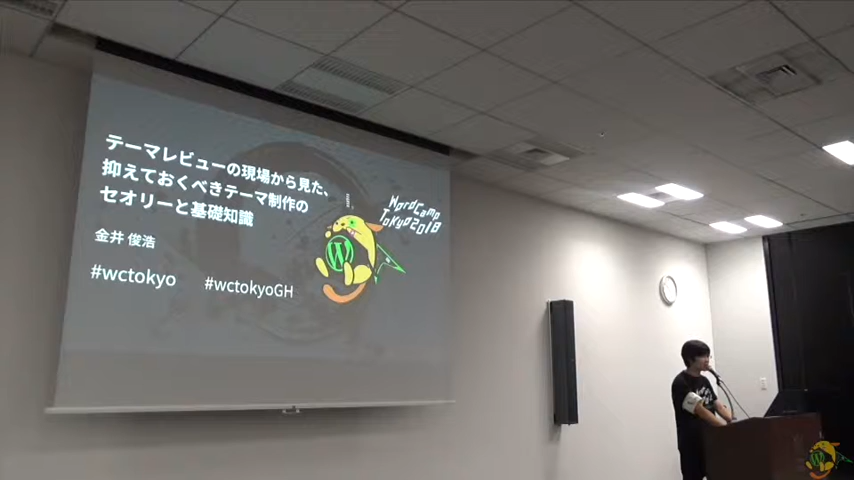 テーマレビューの現場から見た、
抑えておくべきテーマ制作の
セオリーと基礎知識
金井 俊浩
#wctokyo #wctokyoGH
WordCamp
Tokyo2018